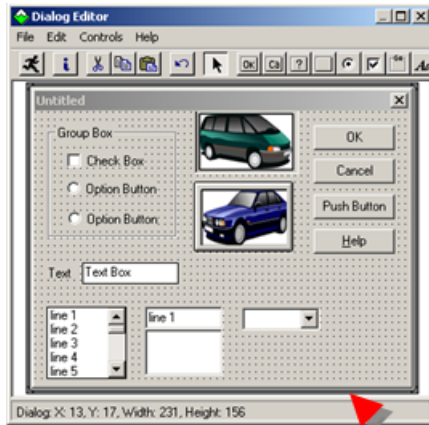 Dialog Editor
File Edit Controls Help
OK Ca ?
Untitled
Group Box
Check Box
Option Button
Option Button
OK
Cancel
Push Button
Help
Text Text Box
line 1
line 2
line 3
line 4
line 5
line 1
Dialog: X: 13, Y: 17, Width: 231, Height: 156